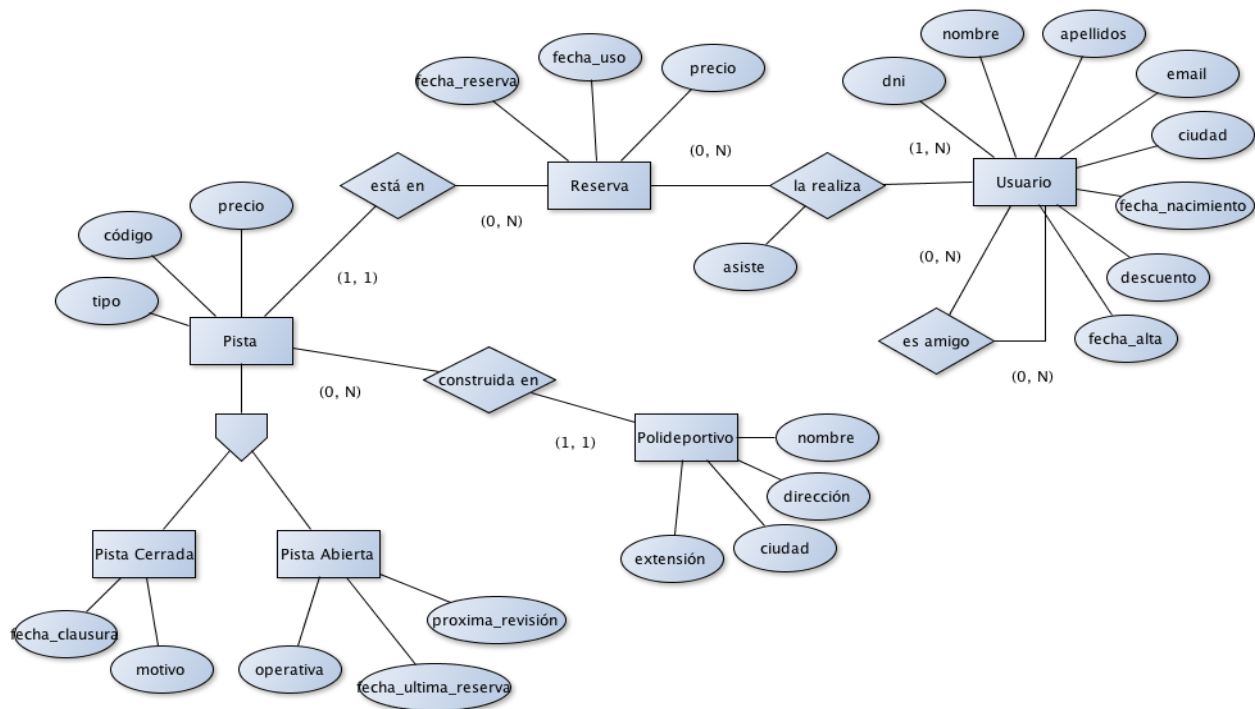 nombre
apellidos
fecha_uso
fecha_reserva
precio
dni
email
ciudad
(0, N)
(1, N)
está en
Reserva
la realiza
Usuario
precio
fecha_nacimiento
código
(0, N)
asiste
(0, N)
(1, 1)
descuento
tipo
Pista
es amigo
fecha_alta
(0, N)
construida en
(0, N)
(1, 1)
Polideportivo
nombre
dirección
ciudad
extensión
Pista Cerrada
Pista Abierta
proxima_revisión
fecha_clausura
motivo
operativa
fecha_ultima_reserva